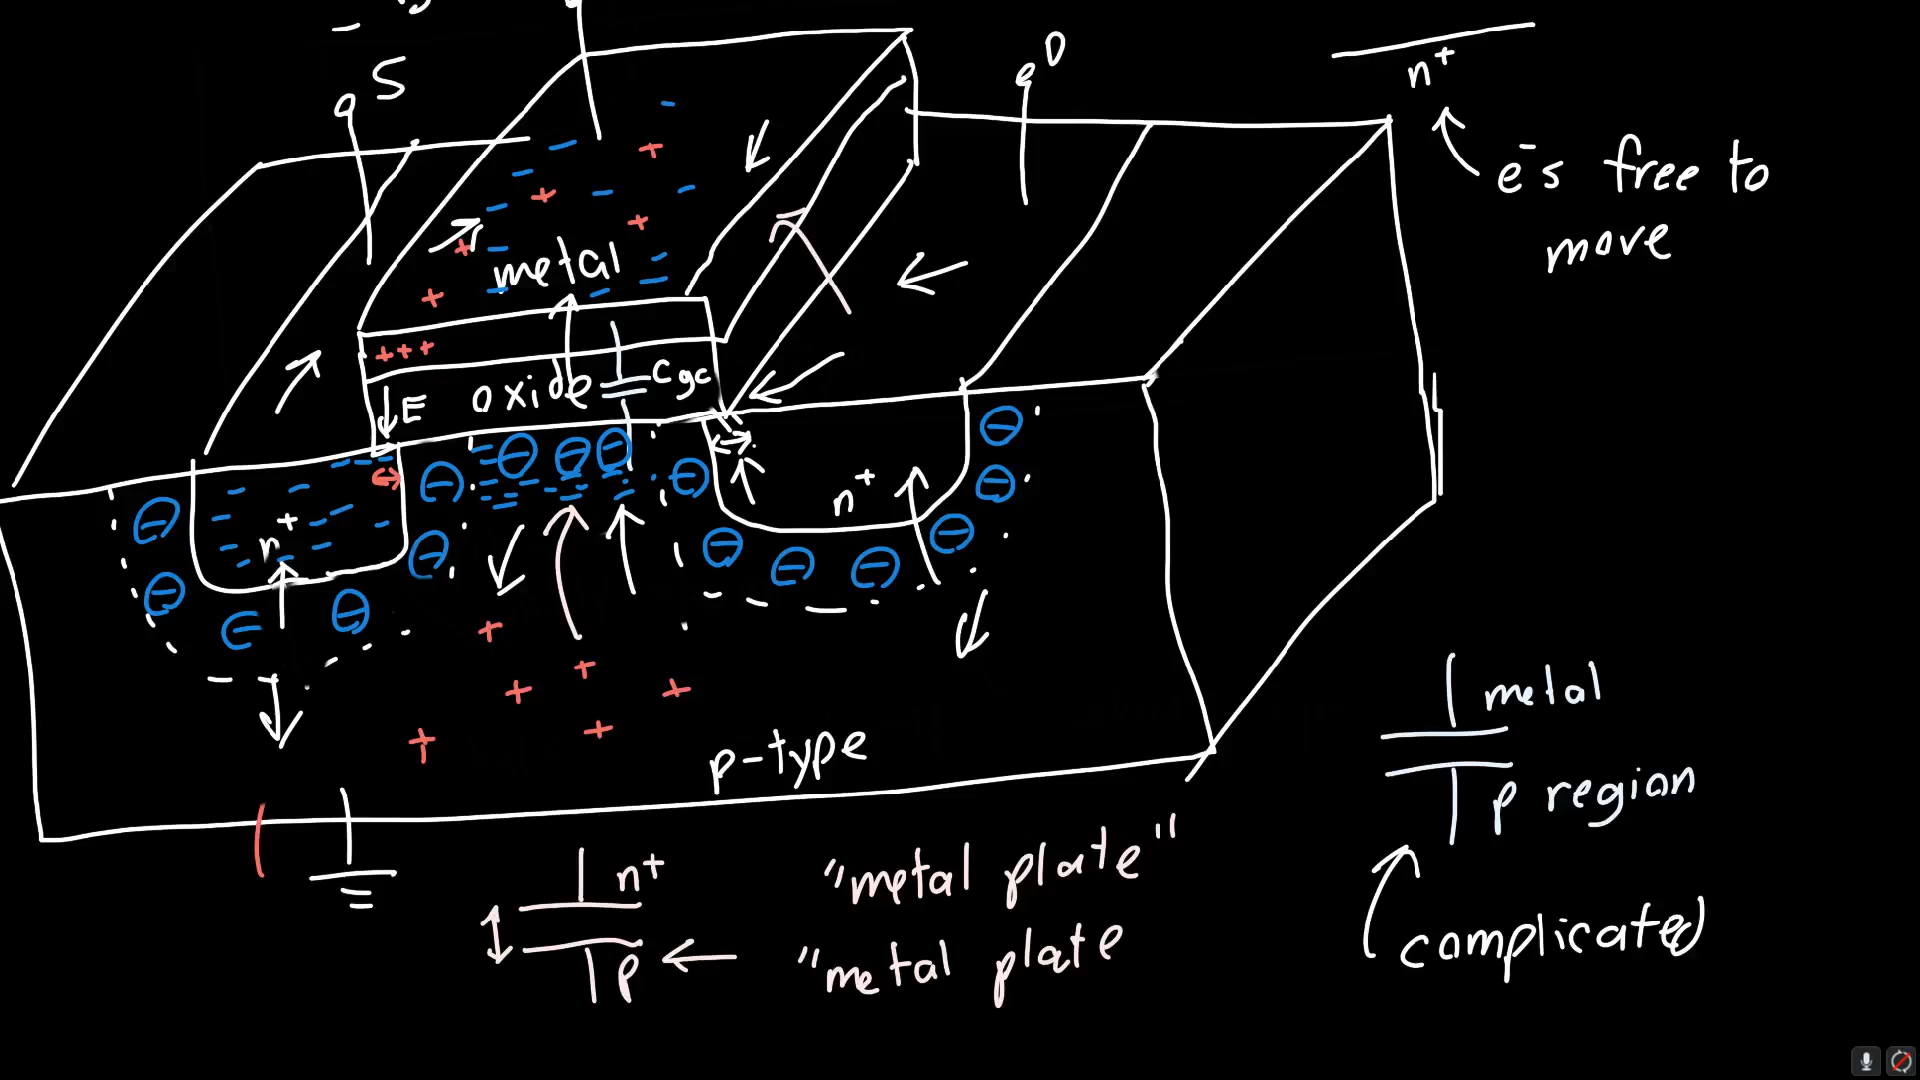 S
D
n+
e-s free to
move
metal
E
oxide
Cgc
n+
n+
p-type
metal
p region
n+
p
"metal plate"
"metal plate
complicated